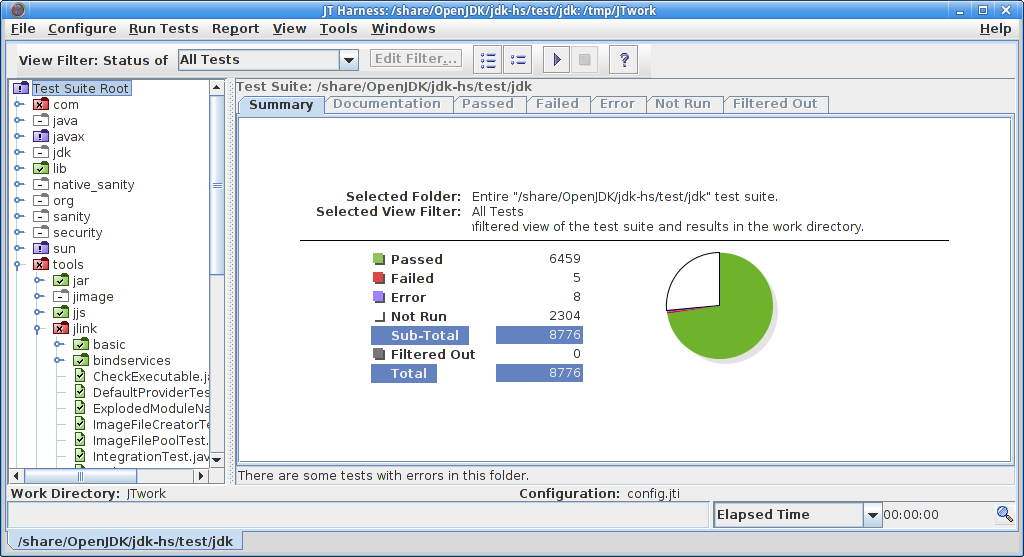 JT Harness: /share/OpenJDK/jdk-hs/test/jdk: /tmp/JTwork
File Configure Run Tests Report View Tools Windows Help
View Filter: Status of All Tests Edit Filter... ?
Test Suite Root
com
java
javax
jdk
lib
native_sanity
org
sanity
security
sun
tools
jar
jimage
jjs
jlink
basic
bindservices
CheckExecutable.ja
DefaultProviderTes
ExplodedModuleNa
ImageFileCreatorTe
ImageFilePoolTest.
IntegrationTest.jav
Test Suite: /share/OpenJDK/jdk-hs/test/jdk
Summary Documentation Passed Failed Error Not Run Filtered Out
Selected Folder: Entire "/share/OpenJDK/jdk-hs/test/jdk" test suite.
Selected View Filter: All Tests
filtered view of the test suite and results in the work directory.
Passed 6459
Failed 5
Error 8
Not Run 2304
Sub-Total 8776
Filtered Out 0
Total 8776
There are some tests with errors in this folder.
Work Directory: JTwork Configuration: config.jti
Elapsed Time 00:00:00
/share/OpenJDK/jdk-hs/test/jdk